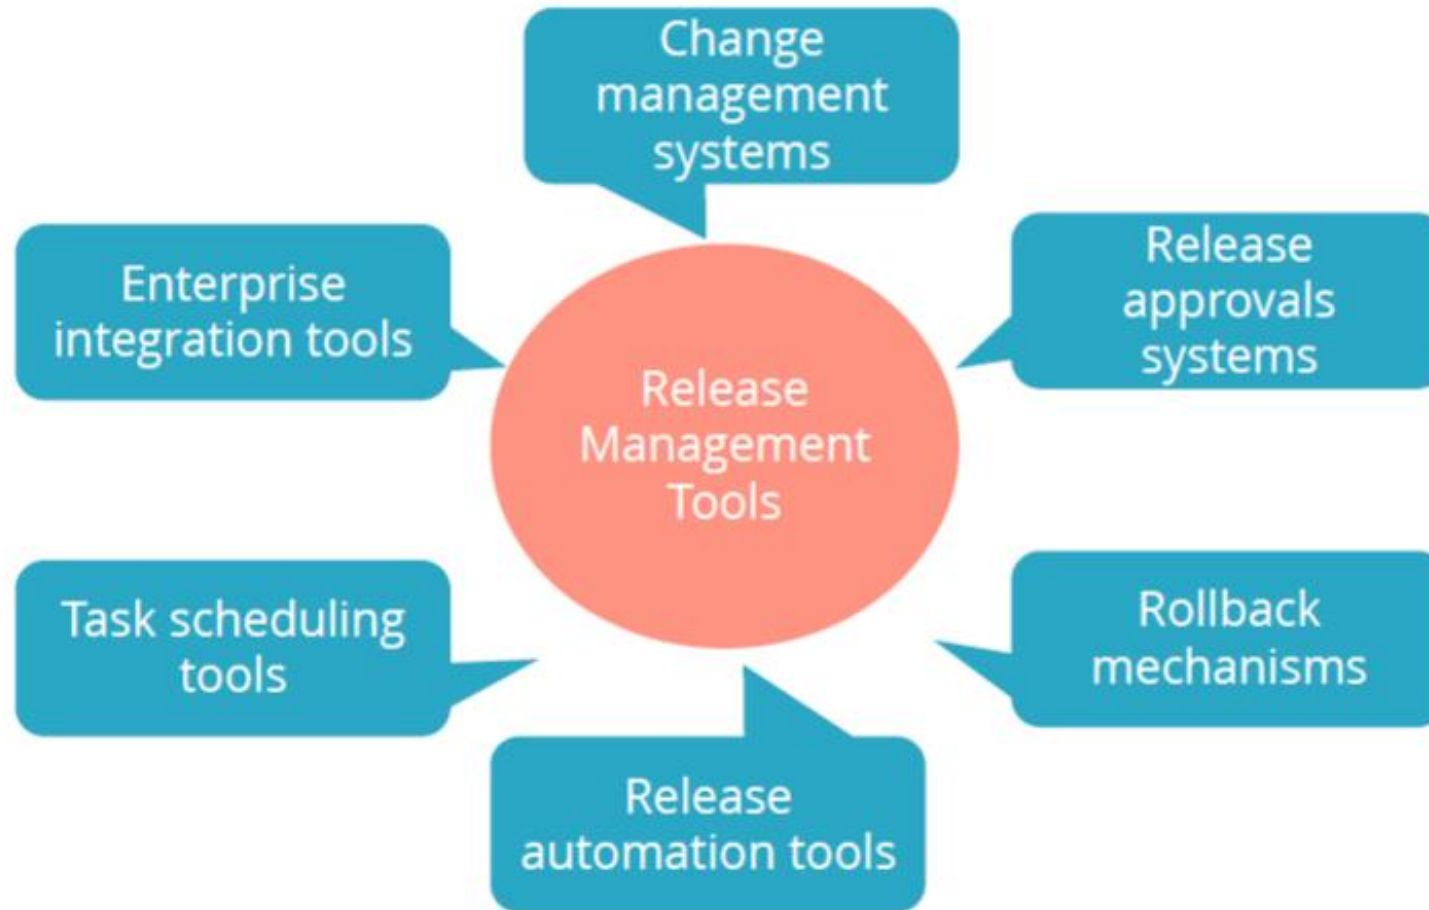 Change
management
systems
Enterprise
integration tools
Release
approvals
systems
Release
Management
Tools
Task scheduling
tools
Rollback
mechanisms
Release
automation tools